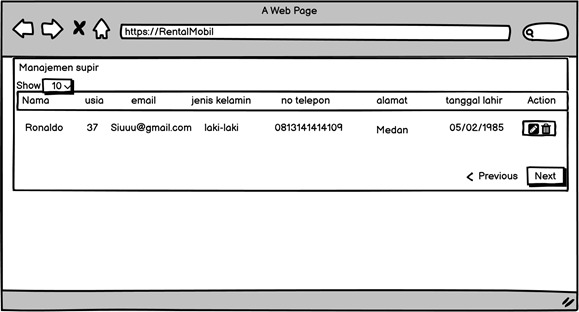 A Web Page
https://RentalMobil
Manajemen supir
Show 10
Nama usia email jenis kelamin no telepon alamat tanggal lahir Action
Ronaldo 37 Siuuu@gmail.com laki-laki 0813141414109 Medan 05/02/1985
Previous Next